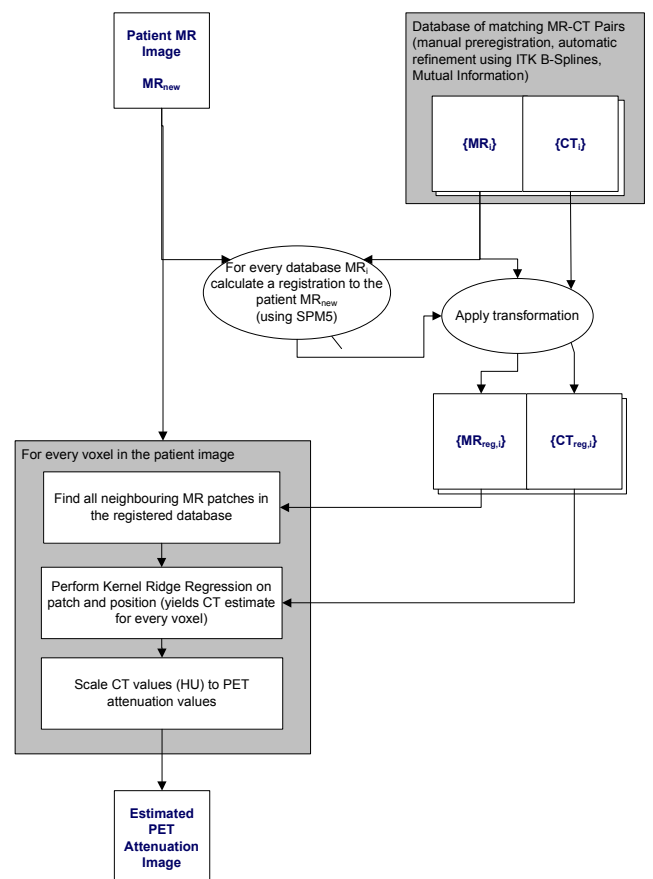 Patient MR
Image
MRnew
Database of matching MR-CT Pairs
(manual preregistration, automatic
refinement using ITK B-Splines,
Mutual Information)
{MRi}
{CTi}
For every database MRi
calculate a registration to the
patient MRnew
(using SPM5)
Apply transformation
{MRreg,i}
{CTreg,i}
For every voxel in the patient image
Find all neighbouring MR patches in
the registered database
Perform Kernel Ridge Regression on
patch and position (yields CT estimate
for every voxel)
Scale CT values (HU) to PET
attenuation values
Estimated
PET
Attenuation
Image